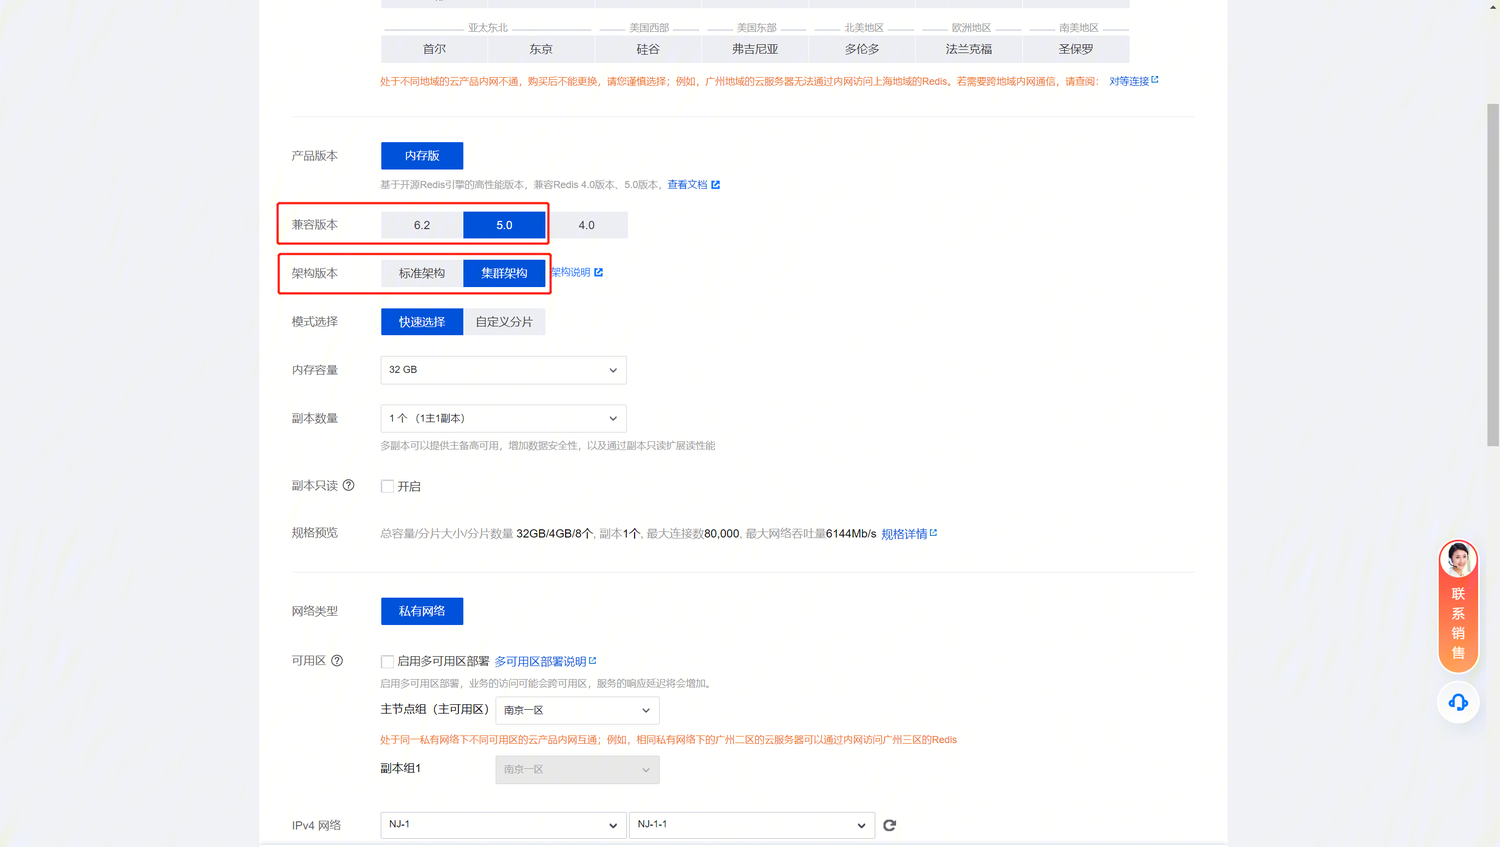 亚太东北 美国西部 美国东部 北美地区 欧洲地区 南美地区
首尔 东京 硅谷 弗吉尼亚 多伦多 法兰克福 圣保罗
处于不同地域的云产品内网不通，购买后不能更换，请您谨慎选择；例如，广州地域的云服务器无法通过内网访问上海地域的Redis。若需要跨地域内网通信，请查阅： 对等连接
产品版本 内存版
基于开源Redis引擎的高性能版本，兼容Redis 4.0版本、5.0版本，查看文档
兼容版本 6.2 5.0 4.0
架构版本 标准架构 集群架构 架构说明
模式选择 快速选择 自定义分片
内存容量 32 GB
副本数量 1 个 （1主1副本）
多副本可以提供主备高可用，增加数据安全性，以及通过副本只读扩展读性能
副本只读 开启
规格预览 总容量/分片大小/分片数量 32GB/4GB/8个, 副本1个, 最大连接数80,000, 最大网络吞吐量6144Mb/s 规格详情
网络类型 私有网络
可用区 启用多可用区部署 多可用区部署说明
启用多可用区部署，业务的访问可能会跨可用区，服务的响应延迟将会增加。
主节点组（主可用区） 南京一区
处于同一私有网络下不同可用区的云产品内网互通；例如，相同私有网络下的广州二区的云服务器可以通过内网访问广州三区的Redis
副本组1 南京一区
IPv4 网络 NJ-1 NJ-1-1
联
系
销
售